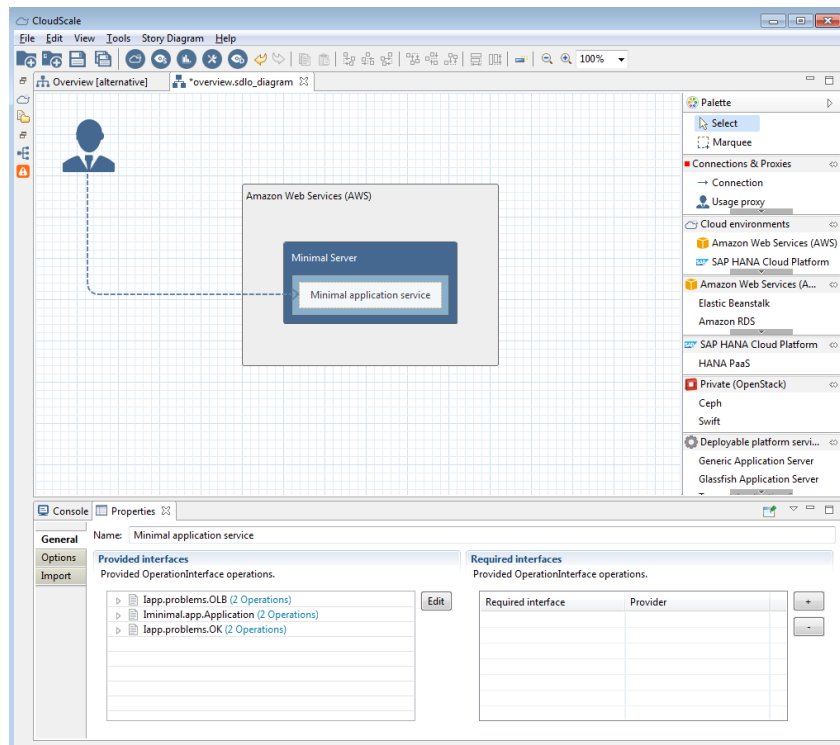 CloudScale
File Edit View Tools Story Diagram Help
100%
Overview [alternative]
*overview.sdlo_diagram
Amazon Web Services (AWS)
Minimal Server
Minimal application service
Palette
Select
Marquee
Connections & Proxies
Connection
Usage proxy
Cloud environments
Amazon Web Services (AWS)
SAP HANA Cloud Platform
Amazon Web Services (A...
Elastic Beanstalk
Amazon RDS
SAP HANA Cloud Platform
HANA PaaS
Private (OpenStack)
Ceph
Swift
Deployable platform servi...
Generic Application Server
Glassfish Application Server
Console Properties
General
Options
Import
Name: Minimal application service
Provided interfaces
Provided OperationInterface operations.
Iapp.problems.OLB (2 Operations)
Iminimal.app.Application (2 Operations)
Iapp.problems.OK (2 Operations)
Edit
Required interfaces
Provided OperationInterface operations.
Required interface Provider
+
-